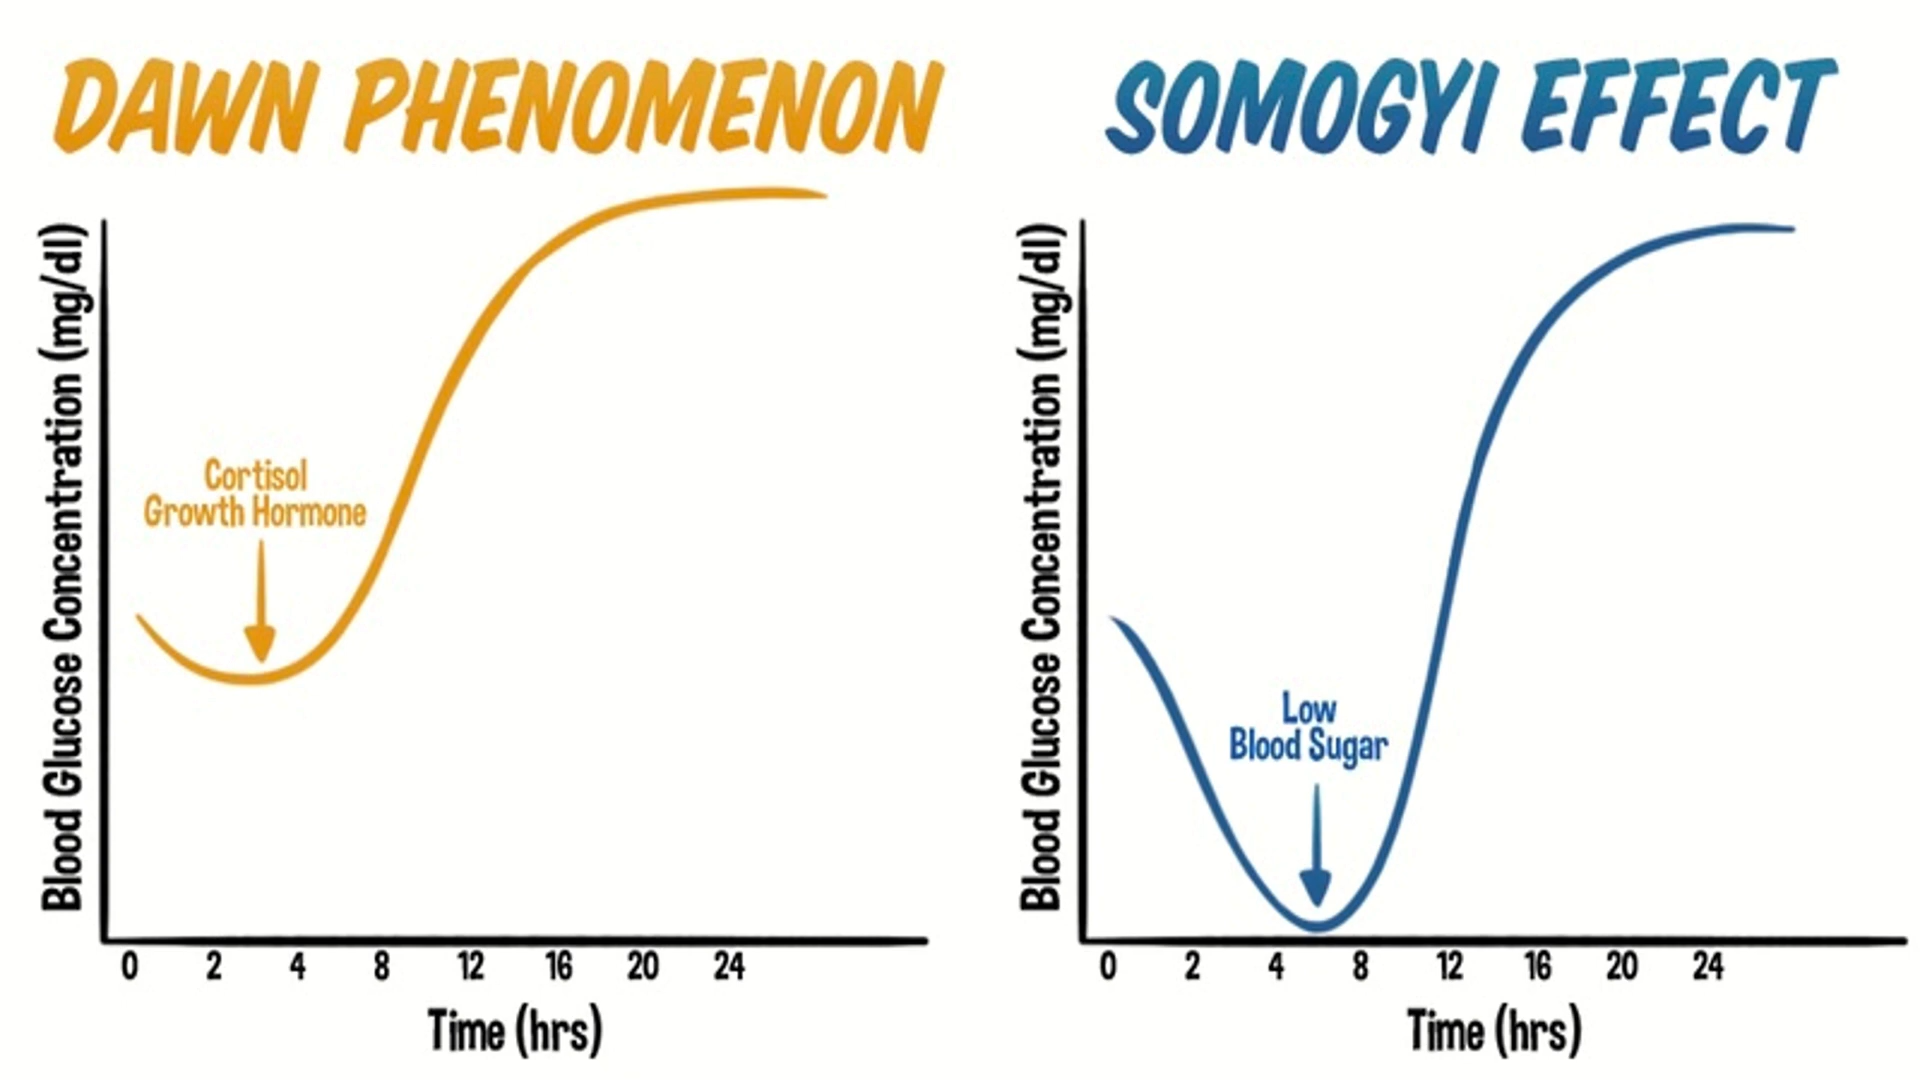 DAWN PHENOMENON
Blood Glucose Concentration (mg/dl)
Cortisol
Growth Hormone
0 2 4 8 12 16 20 24
Time (hrs)
SOMOGYI EFFECT
Blood Glucose Concentration (mg/dl)
Low
Blood Sugar
0 2 4 8 12 16 20 24
Time (hrs)